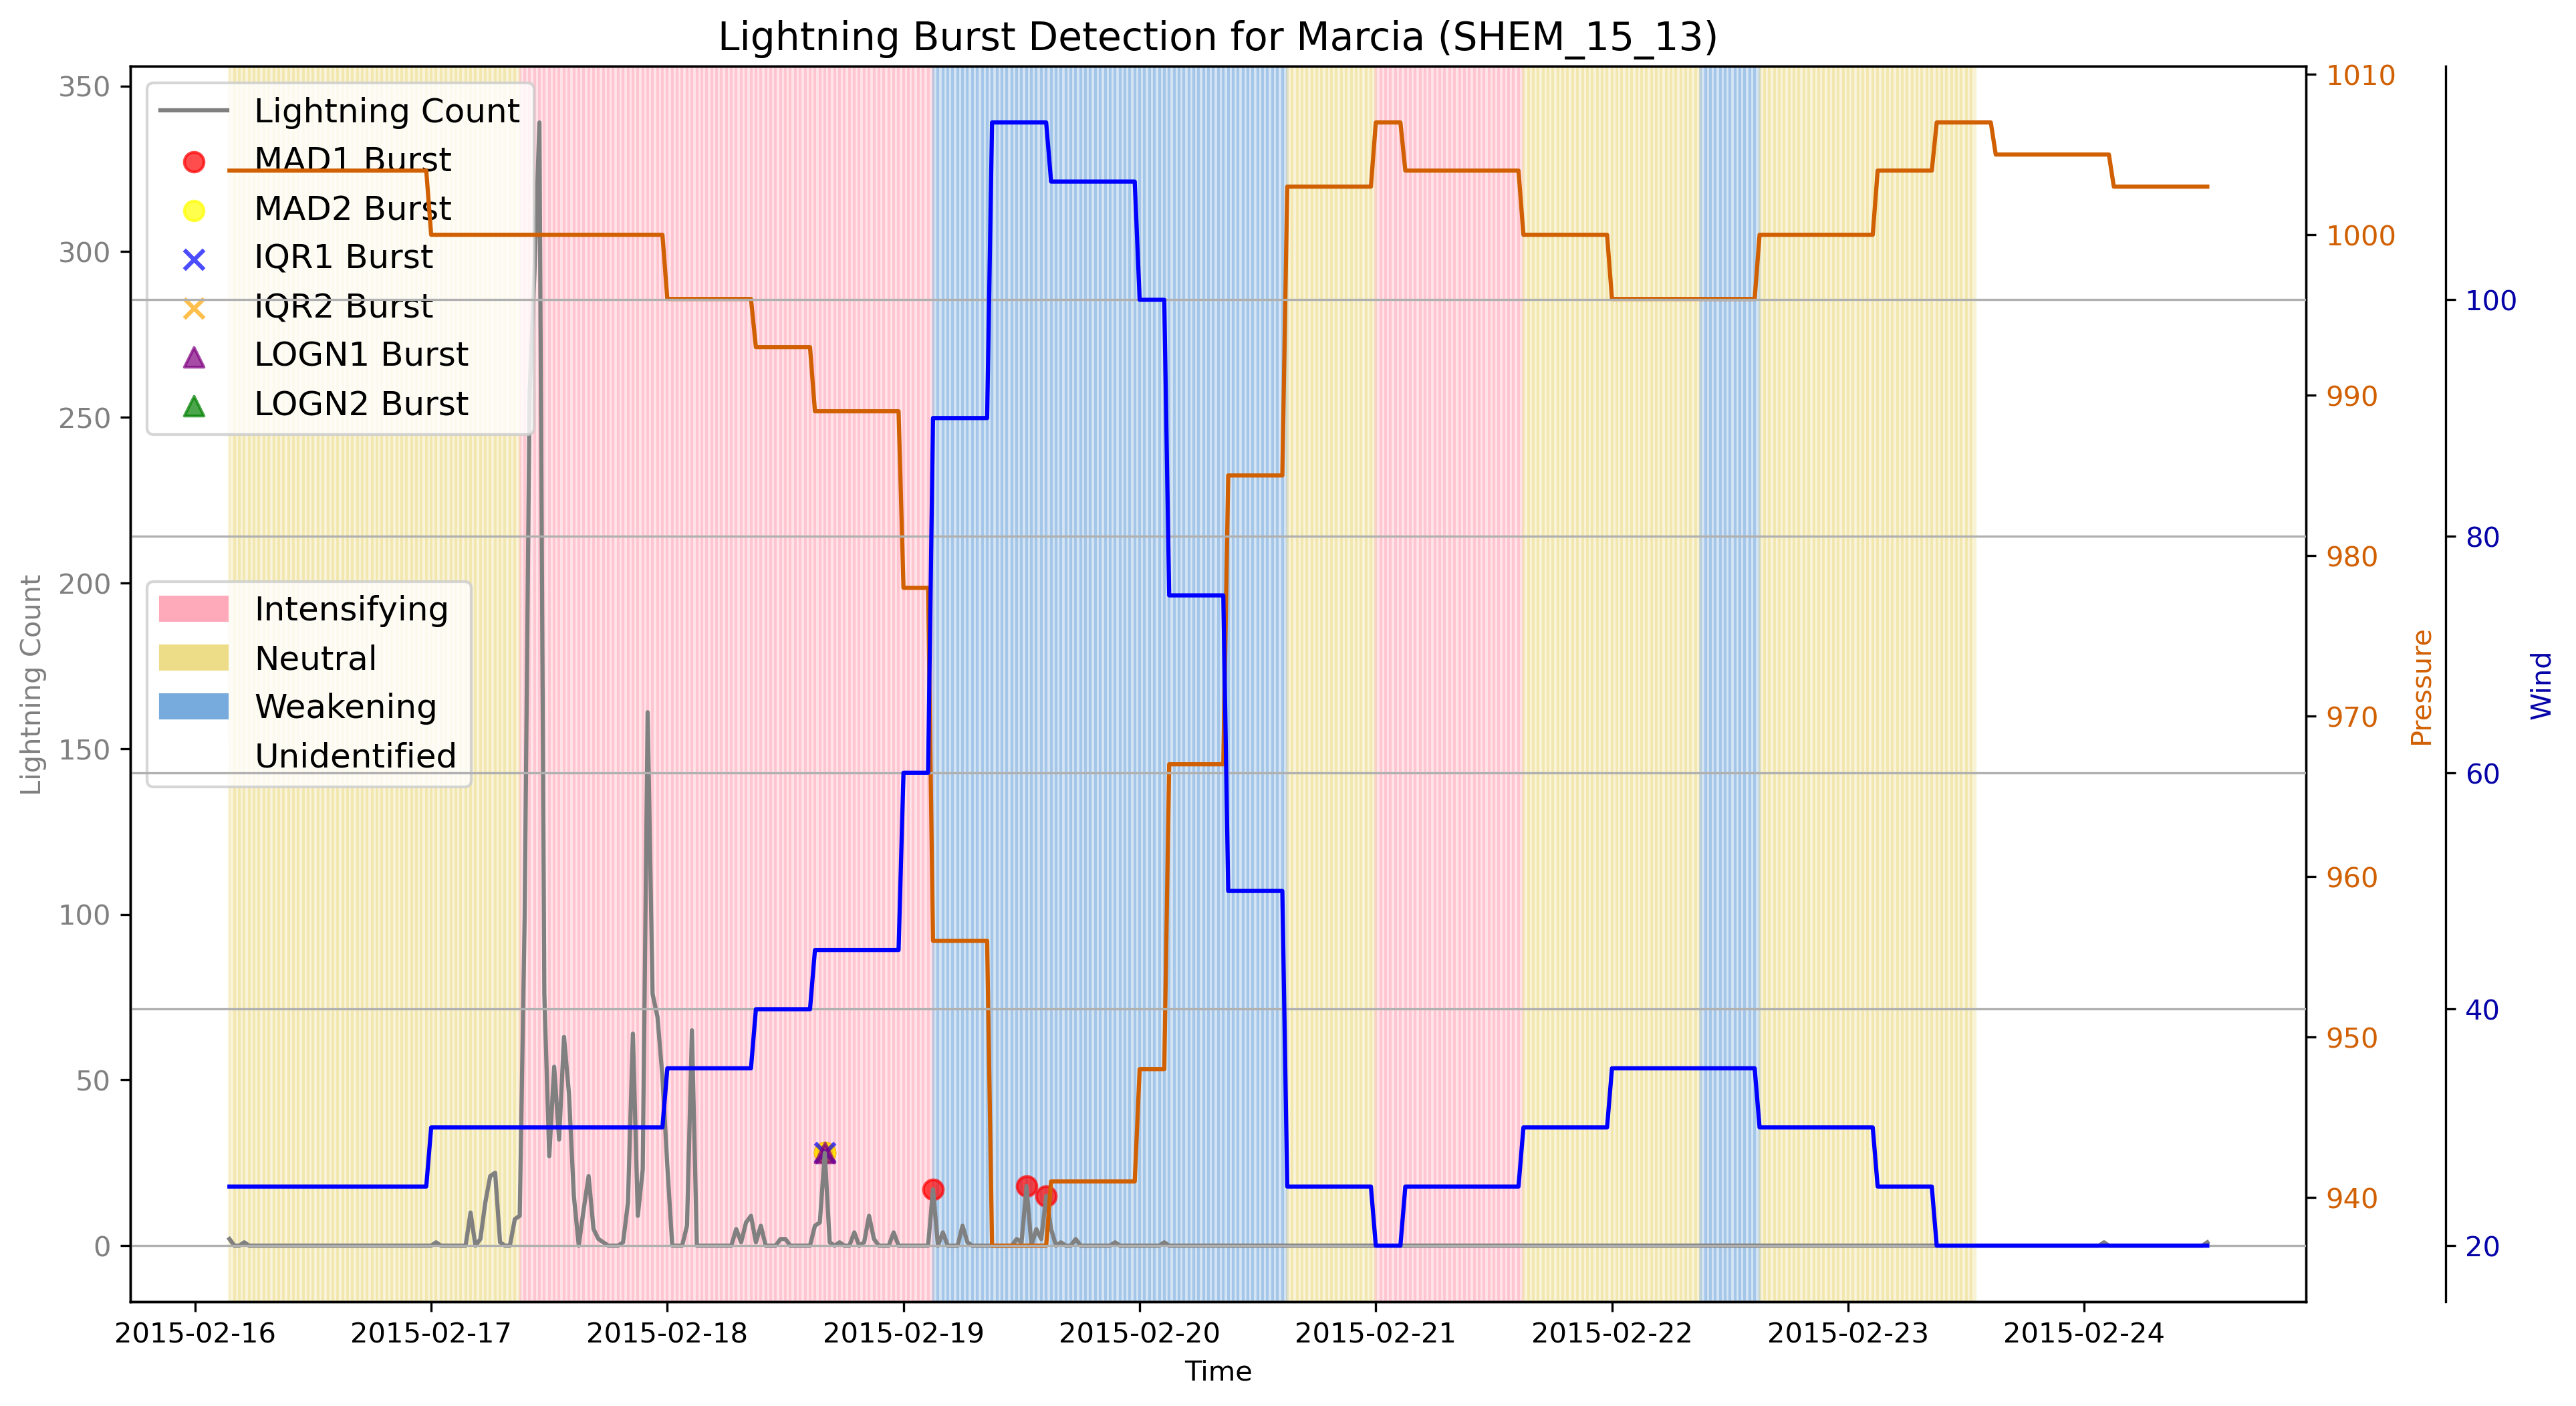 Lightning Burst Detection for Marcia (SHEM_15_13)
350
300
250
200
150
100
50
0
Lightning Count
Lightning Count
MAD1 Burst
MAD2 Burst
IQR1 Burst
IQR2 Burst
LOGN1 Burst
LOGN2 Burst
Intensifying
Neutral
Weakening
Unidentified
1010
1000
990
980
970
960
950
940
Pressure
100
80
60
40
20
Wind
2015-02-16 2015-02-17 2015-02-18 2015-02-19 2015-02-20 2015-02-21 2015-02-22 2015-02-23 2015-02-24
Time